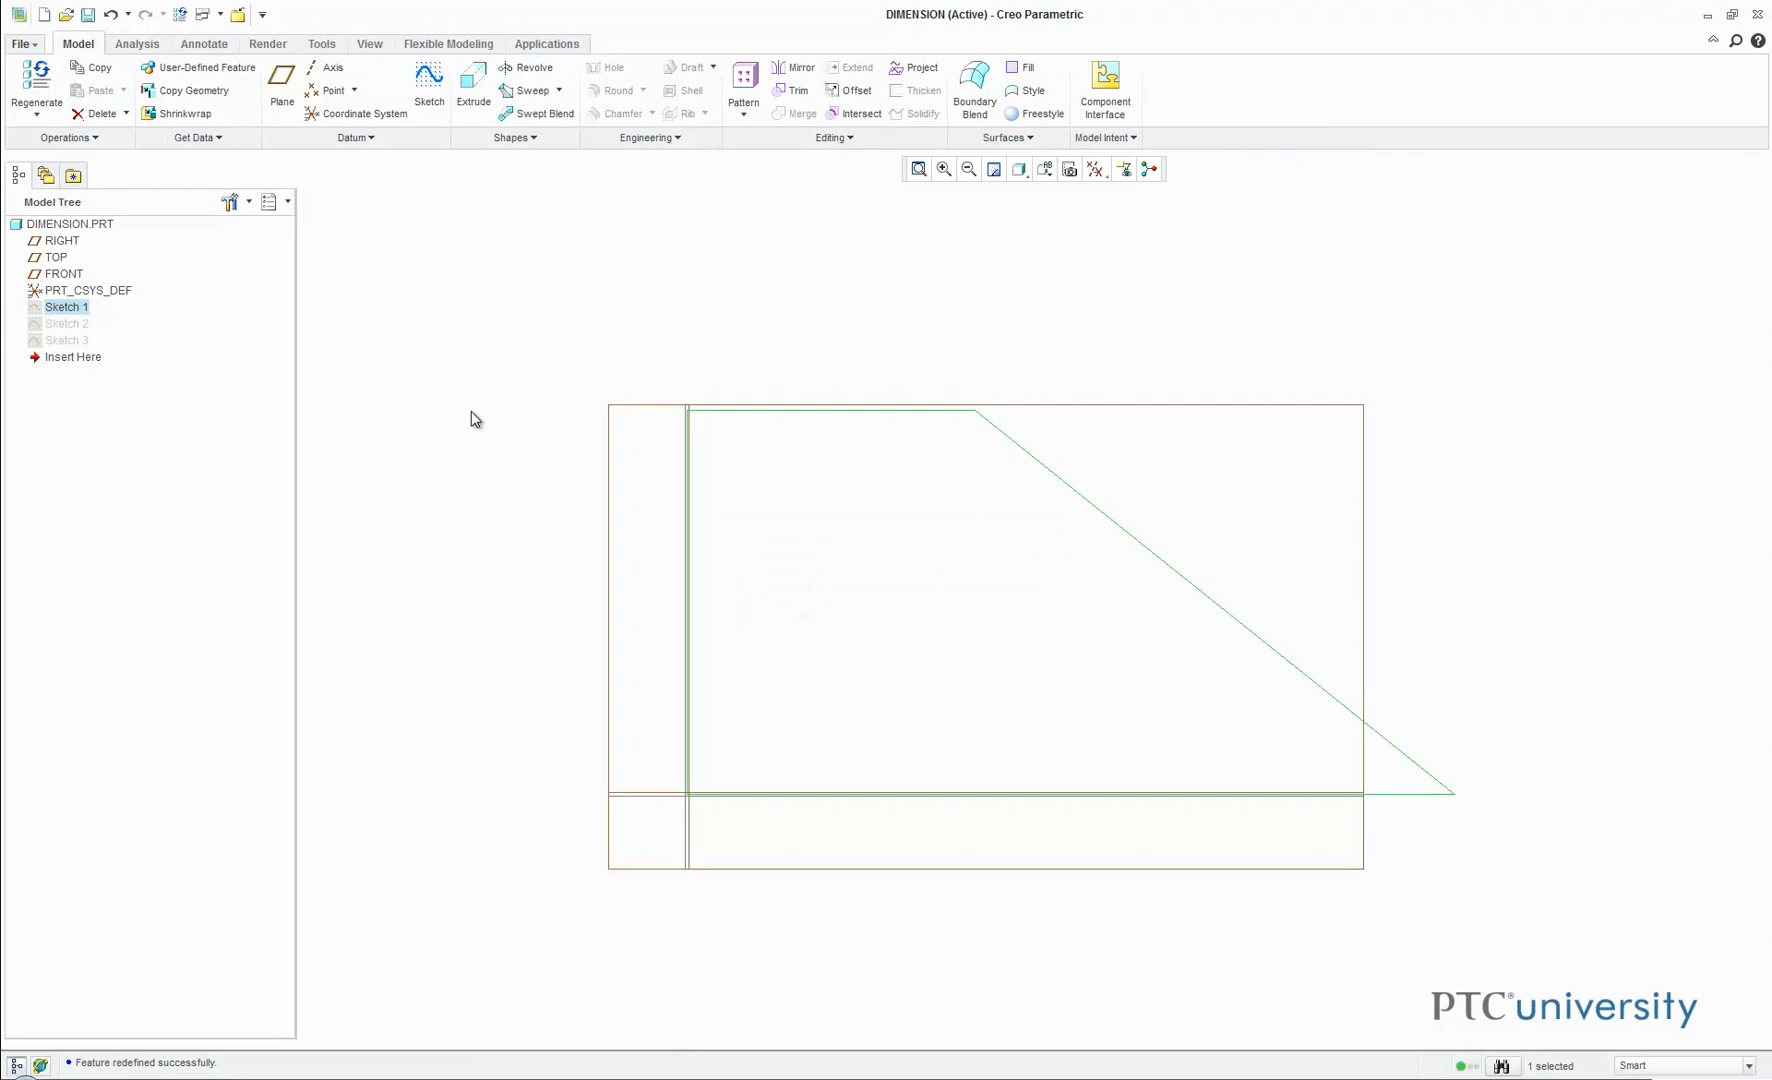 DIMENSION (Active) - Creo Parametric
File Model Analysis Annotate Render Tools View Flexible Modeling Applications
Regenerate
Copy
Paste
Delete
Operations
User-Defined Feature
Copy Geometry
Shrinkwrap
Get Data
Plane
Axis
Point
Coordinate System
Sketch
Datum
Extrude
Revolve
Sweep
Swept Blend
Shapes
Hole
Round
Chamfer
Draft
Shell
Rib
Engineering
Pattern
Mirror
Trim
Merge
Extend
Offset
Intersect
Project
Thicken
Solidify
Editing
Boundary
Blend
Fill
Style
Freestyle
Surfaces
Component
Interface
Model Intent
Model Tree
DIMENSION.PRT
RIGHT
TOP
FRONT
PRT_CSYS_DEF
Sketch 1
Sketch 2
Sketch 3
Insert Here
PTC® university
Feature redefined successfully.
1 selected
Smart